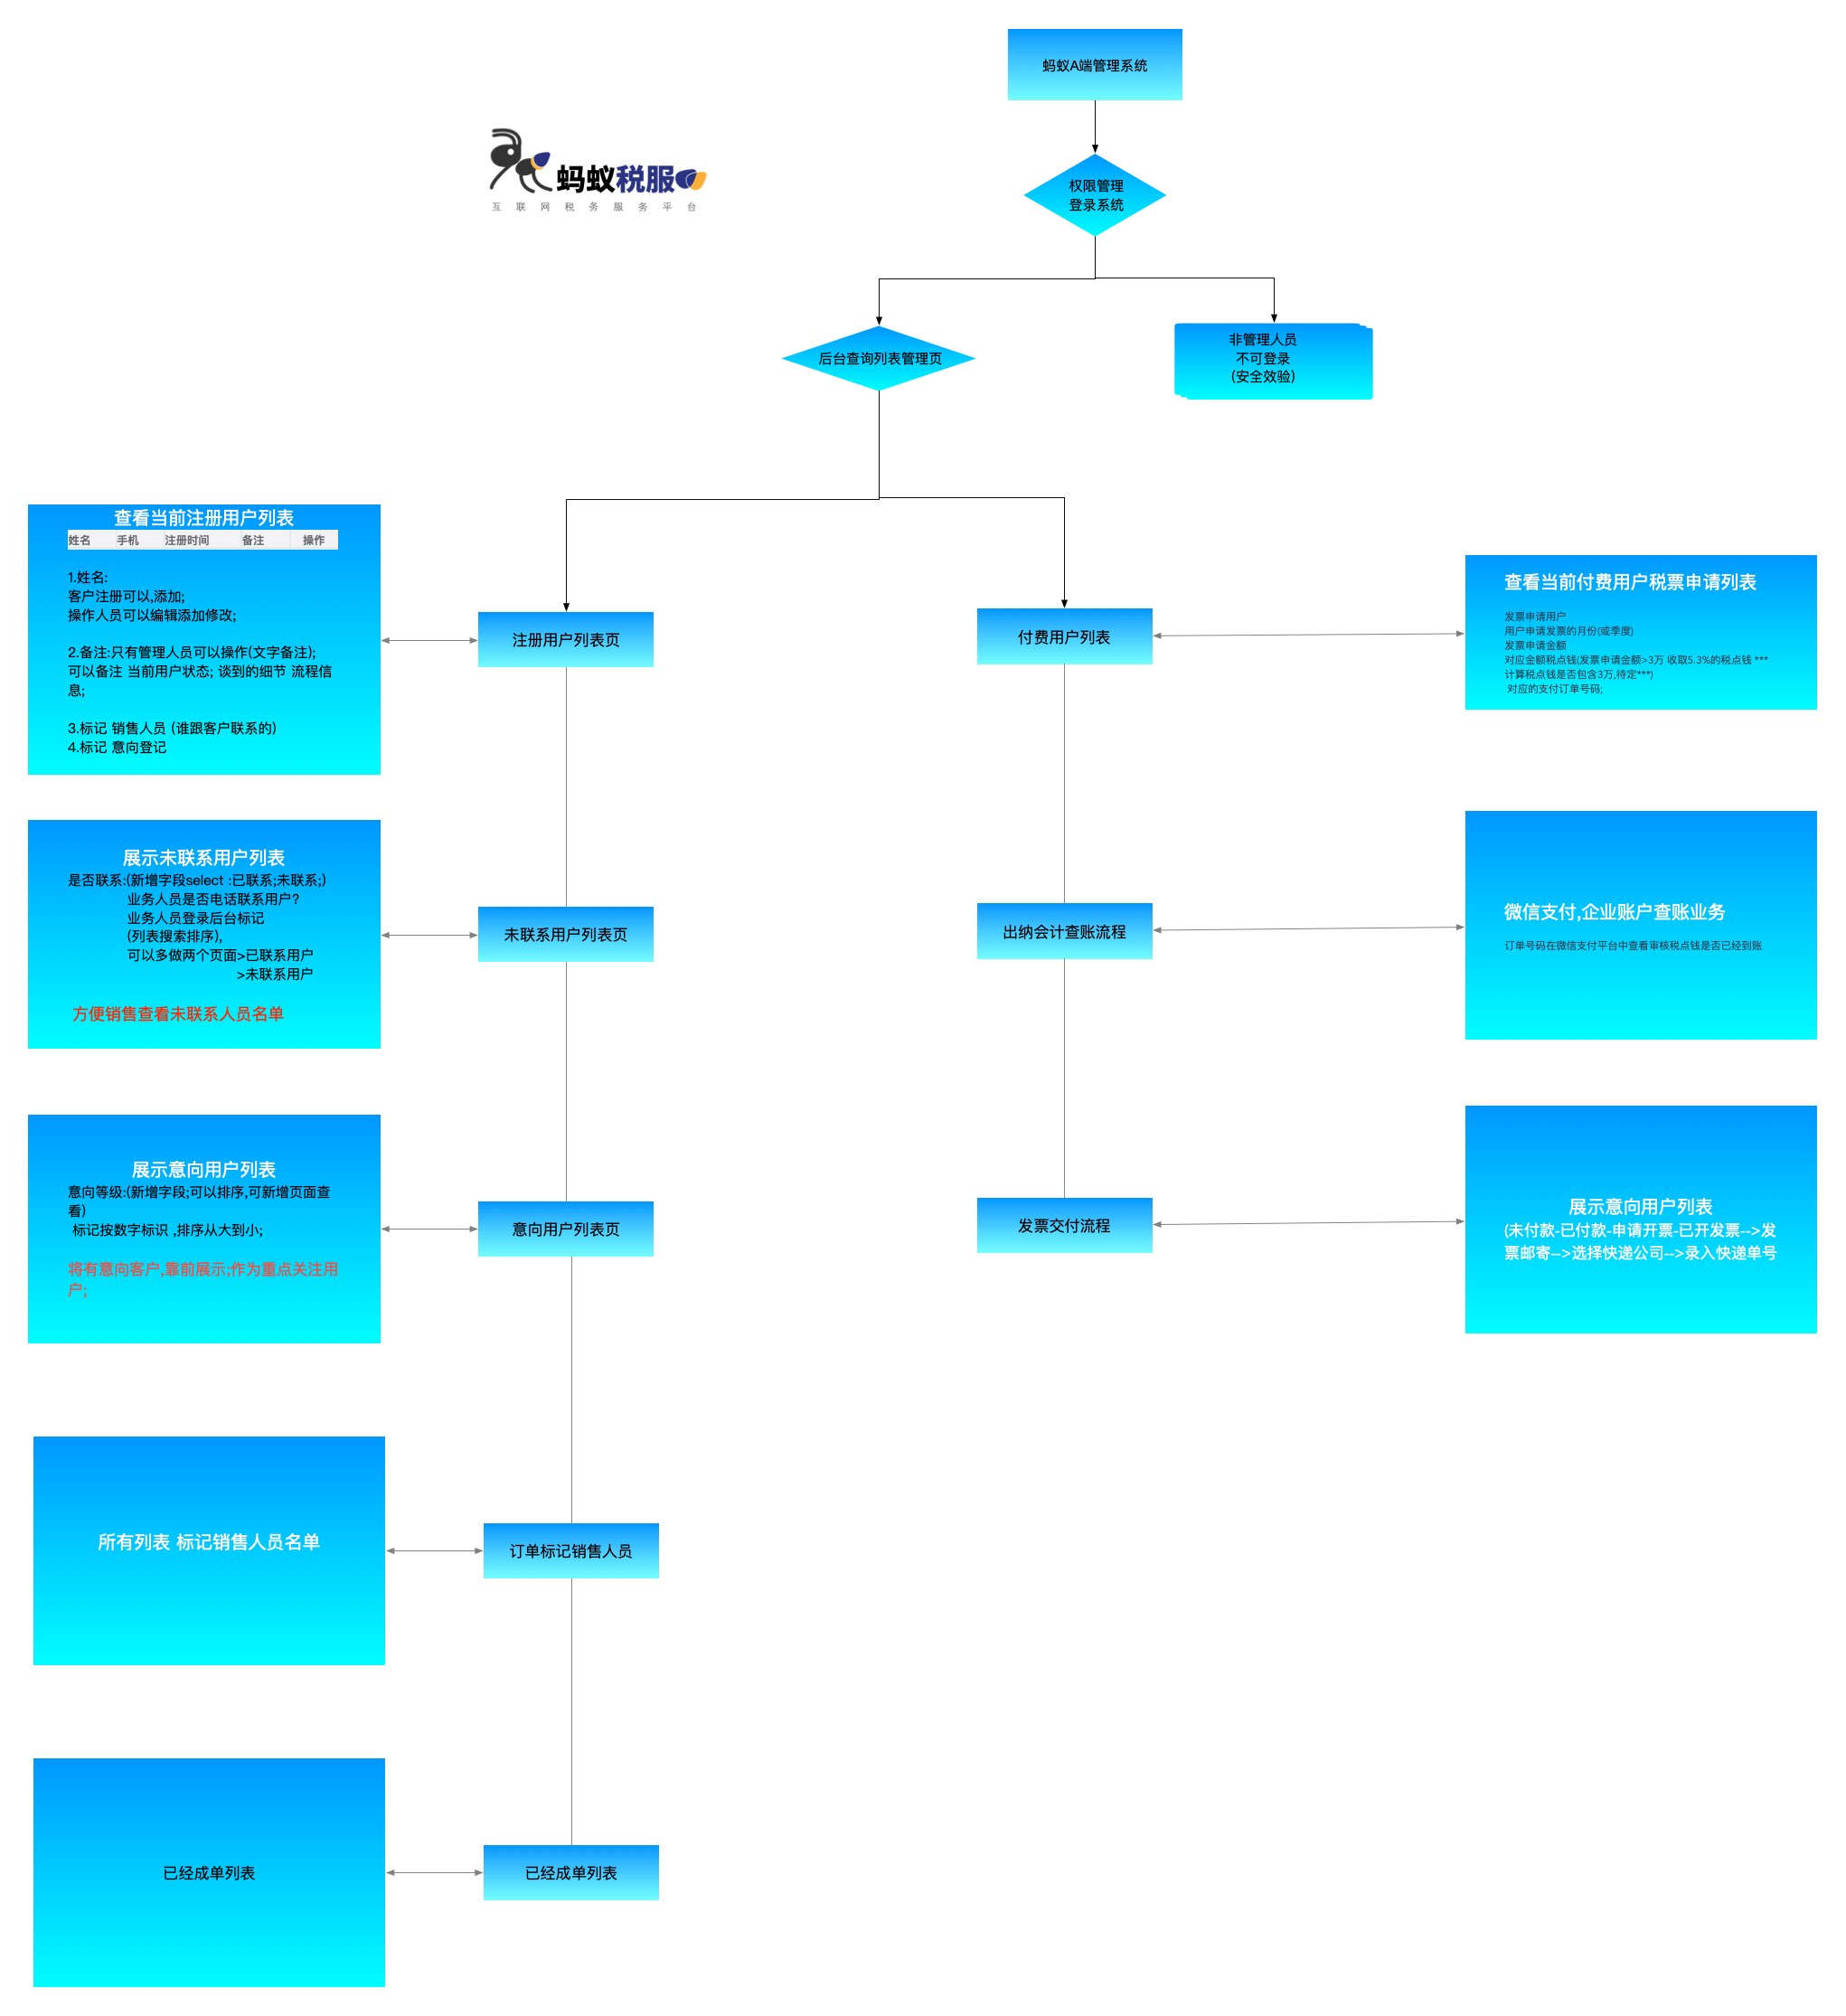 蚂蚁A端管理系统
蚂蚁税服
互联网税务服务平台
权限管理
登录系统
后台查询列表管理页
非管理人员
不可登录
(安全效验)
查看当前注册用户列表
姓名 手机 注册时间 备注 操作
1.姓名:
客户注册可以,添加;
操作人员可以编辑添加修改;
2.备注:只有管理人员可以操作(文字备注);
可以备注 当前用户状态; 谈到的细节 流程信
息;
3.标记 销售人员 (谁跟客户联系的)
4.标记 意向登记
注册用户列表页
付费用户列表
查看当前付费用户税票申请列表
发票申请用户
用户申请发票的月份(或季度)
发票申请金额
对应金额税点钱(发票申请金额>3万 收取5.3%的税点钱 ***
计算税点钱是否包含3万,待定***)
对应的支付订单号码;
展示未联系用户列表
是否联系:(新增字段select :已联系;未联系;)
业务人员是否电话联系用户?
业务人员登录后台标记
(列表搜索排序),
可以多做两个页面>已联系用户
>未联系用户
方便销售查看未联系人员名单
未联系用户列表页
出纳会计查账流程
微信支付,企业账户查账业务
订单号码在微信支付平台中查看审核税点钱是否已经到账
展示意向用户列表
意向等级:(新增字段;可以排序,可新增页面查
看)
标记按数字标识 ,排序从大到小;
将有意向客户,靠前展示;作为重点关注用
户;
意向用户列表页
发票交付流程
展示意向用户列表
(未付款-已付款-申请开票-已开发票-->发
票邮寄-->选择快递公司-->录入快递单号
所有列表 标记销售人员名单
订单标记销售人员
已经成单列表
已经成单列表